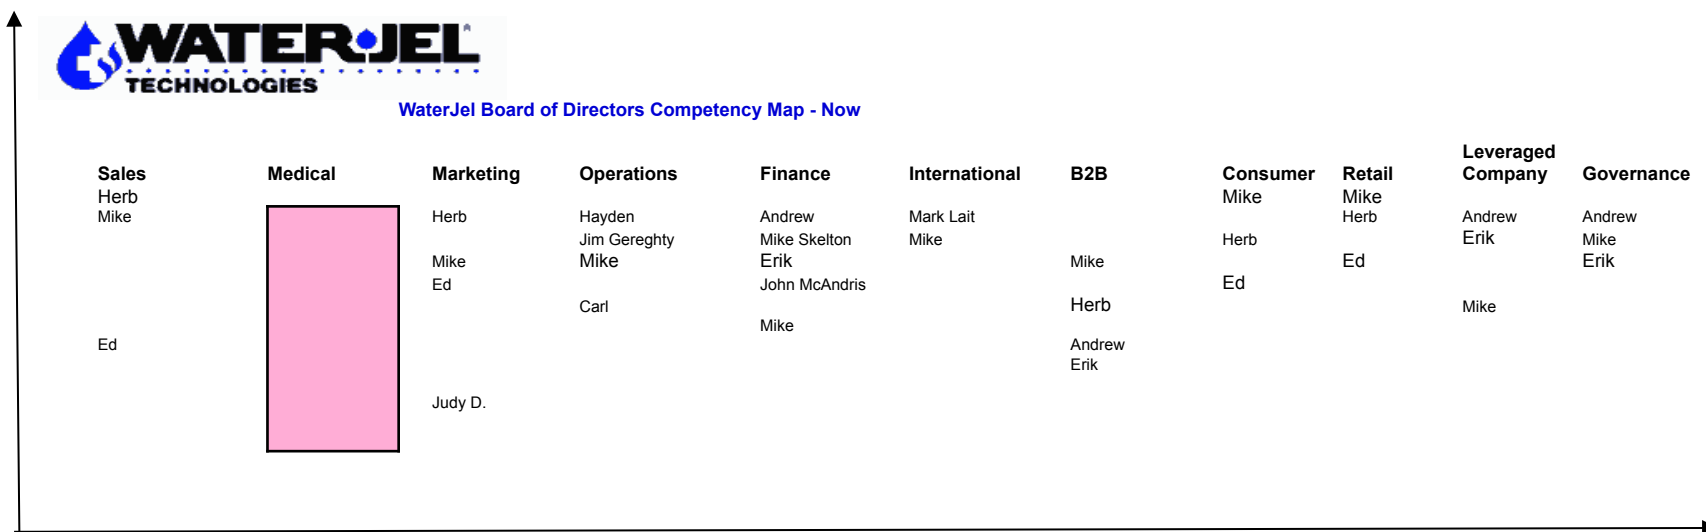 WATER•JEL®
TECHNOLOGIES
WaterJel Board of Directors Competency Map - Now
Leveraged
Sales Medical Marketing Operations Finance International B2B Consumer Retail Company Governance
Herb Mike Mike
Mike Herb Hayden Andrew Mark Lait Herb Andrew Andrew
Jim Gereghty Mike Skelton Mike Herb Erik Mike
Mike Mike Erik Mike Ed Erik
Ed John McAndris Ed
Carl Herb Mike
Mike
Ed Andrew
Erik
Judy D.